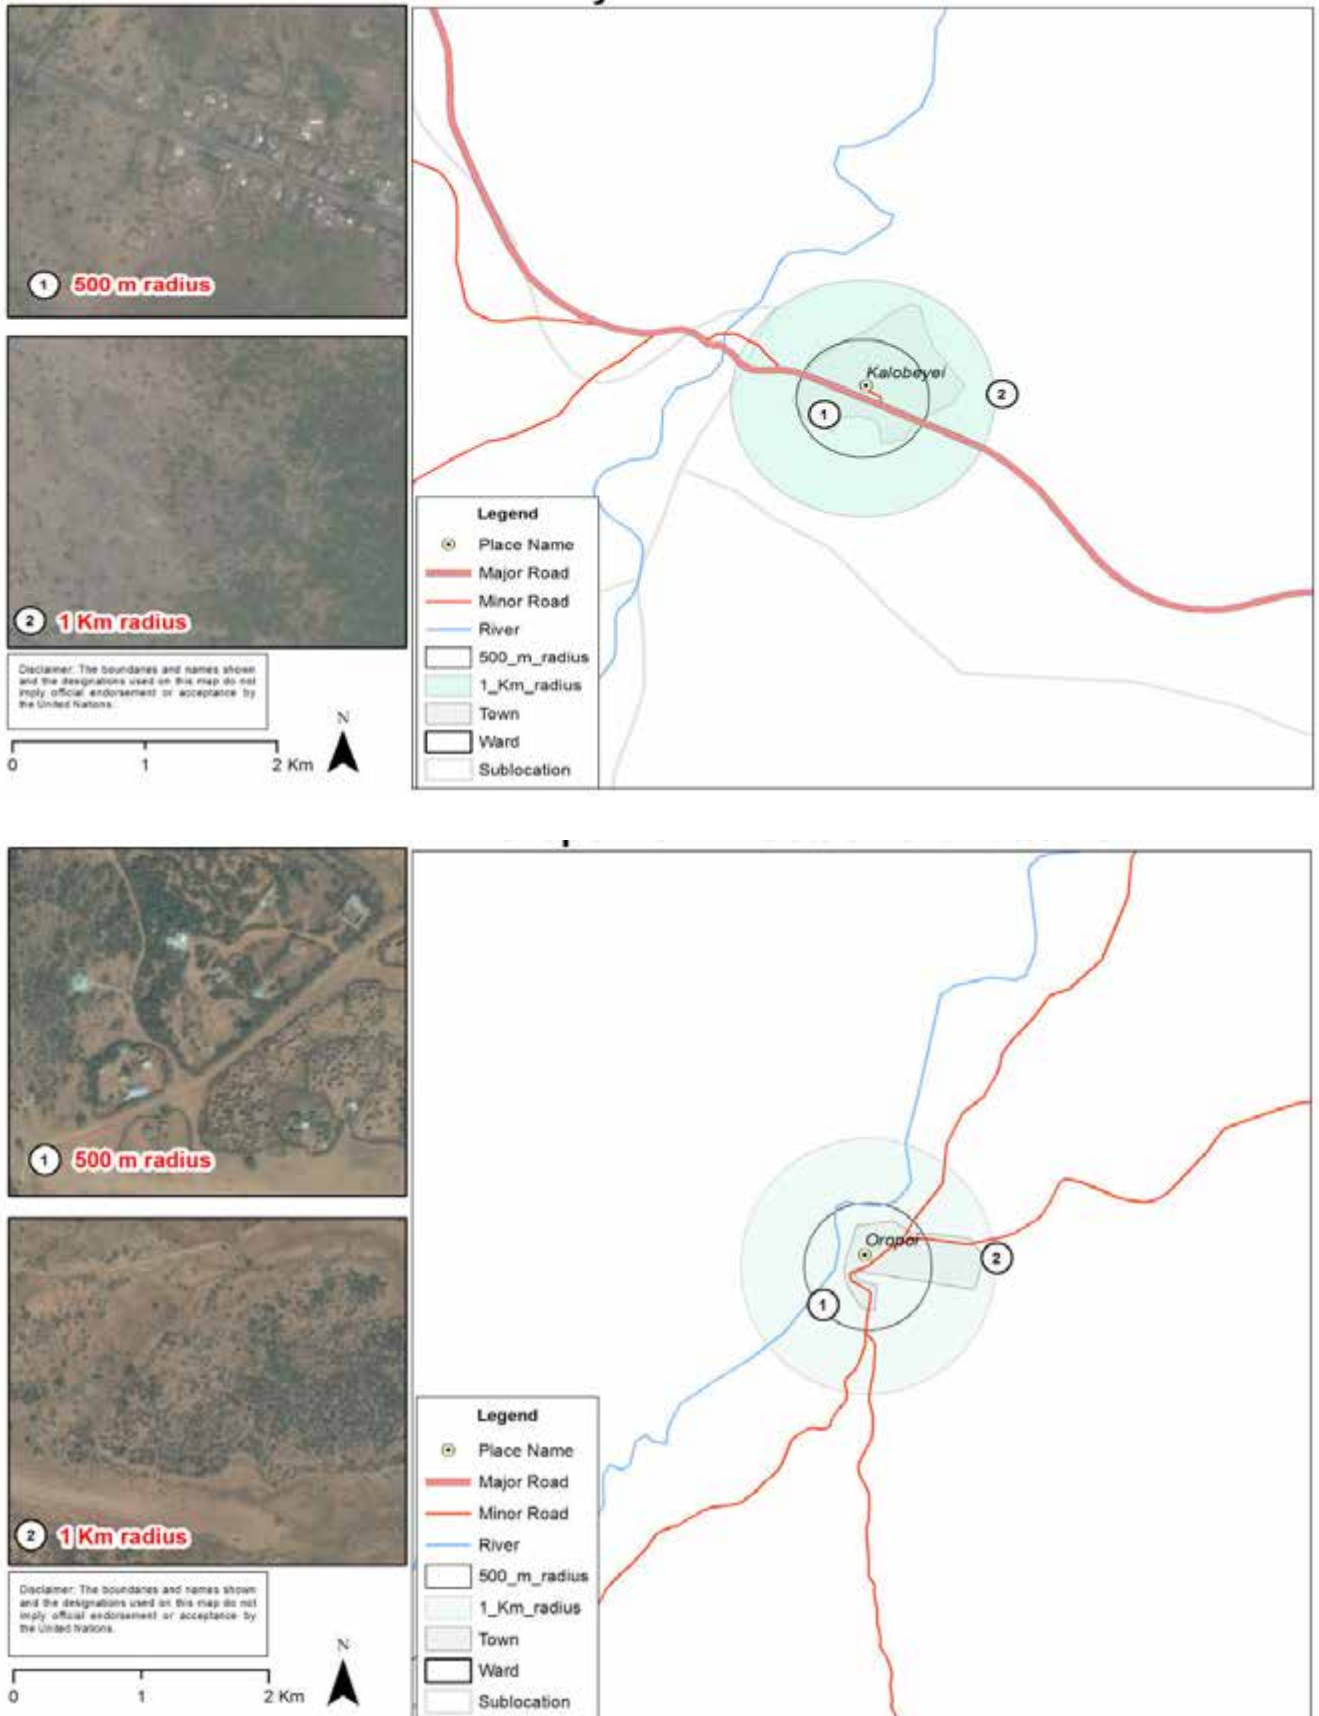 1 500 m radius
2 1 Km radius
Disclaimer: The boundaries and names shown
and the designations used on this map do not
imply official endorsement or acceptance by
the United Nations.
0 1 2 Km
N
Kalobeyei
1
2
Legend
Place Name
Major Road
Minor Road
River
500_m_radius
1_Km_radius
Town
Ward
Sublocation
1 500 m radius
2 1 Km radius
Disclaimer: The boundaries and names shown
and the designations used on this map do not
imply official endorsement or acceptance by
the United Nations.
0 1 2 Km
N
Oropoi
1
2
Legend
Place Name
Major Road
Minor Road
River
500_m_radius
1_Km_radius
Town
Ward
Sublocation